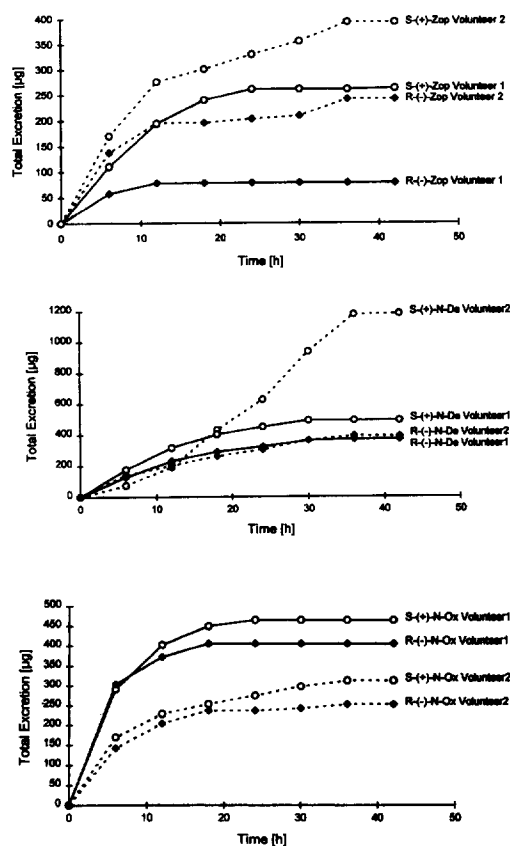 Total Excretion [µg]
400
350
300
250
200
150
100
50
0
0 10 20 30 40 50
Time [h]
S-(+)-Zop Volunteer 2
S-(+)-Zop Volunteer 1
R-(-)-Zop Volunteer 2
R-(-)-Zop Volunteer 1
Total Excretion [µg]
1200
1000
800
600
400
200
0
0 10 20 30 40 50
Time [h]
S-(+)-N-De Volunteer2
S-(+)-N-De Volunteer1
R-(-)-N-De Volunteer2
R-(-)-N-De Volunteer1
Total Excretion [µg]
500
450
400
350
300
250
200
150
100
50
0
0 10 20 30 40 50
Time [h]
S-(+)-N-Ox Volunteer1
R-(-)-N-Ox Volunteer1
S-(+)-N-Ox Volunteer2
R-(-)-N-Ox Volunteer2